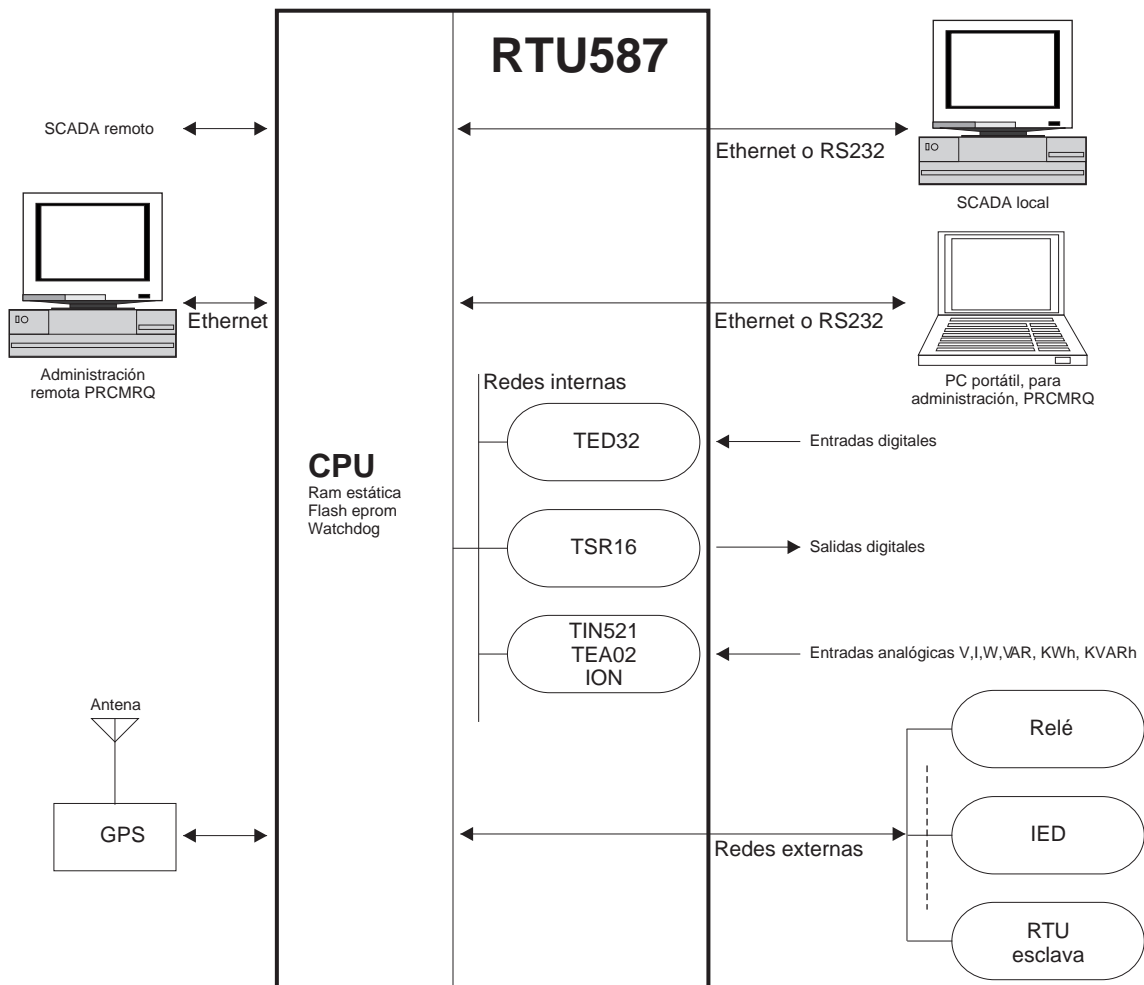 RTU587
SCADA remoto
Ethernet o RS232
SCADA local
Ethernet
Ethernet o RS232
Administración
remota PRCMRQ
PC portátil, para
administración, PRCMRQ
Redes internas
TED32
Entradas digitales
CPU
Ram estática
Flash eprom
Watchdog
TSR16
Salidas digitales
TIN521
TEA02
ION
Entradas analógicas V,I,W,VAR, KWh, KVARh
Antena
GPS
Redes externas
Relé
IED
RTU
esclava